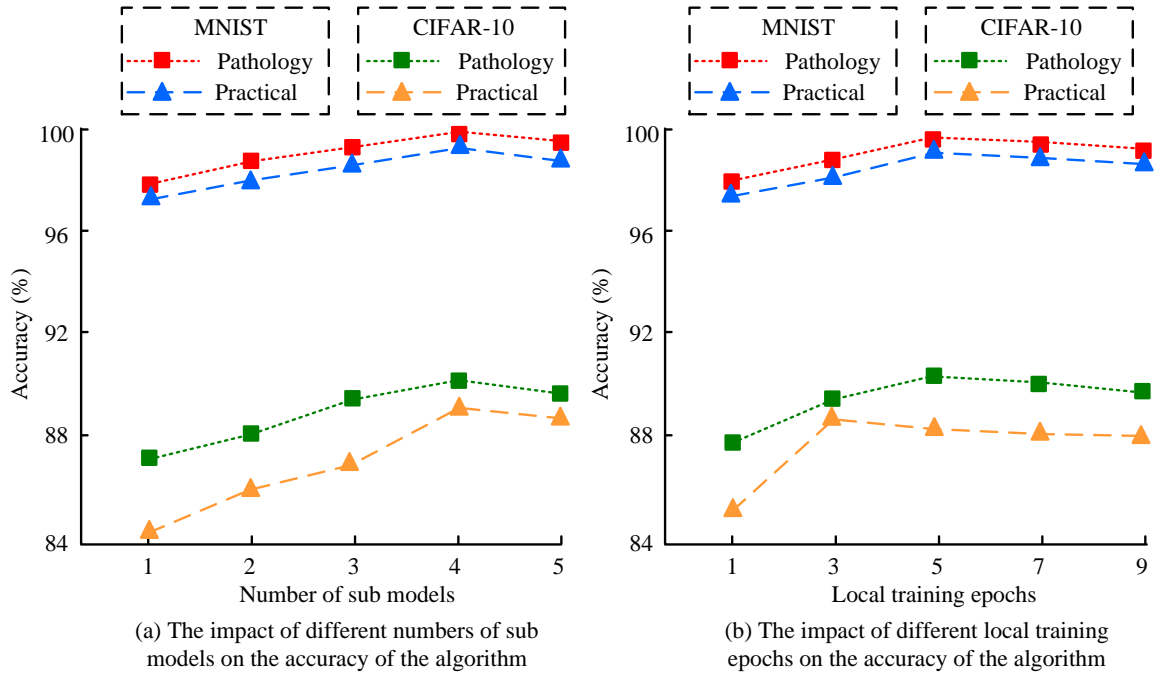 MNIST
Pathology
Practical
CIFAR-10
Pathology
Practical
100
96
92
88
84
Accuracy (%)
1 2 3 4 5
Number of sub models
(a) The impact of different numbers of sub
models on the accuracy of the algorithm
MNIST
Pathology
Practical
CIFAR-10
Pathology
Practical
100
96
92
88
84
Accuracy (%)
1 3 5 7 9
Local training epochs
(b) The impact of different local training
epochs on the accuracy of the algorithm